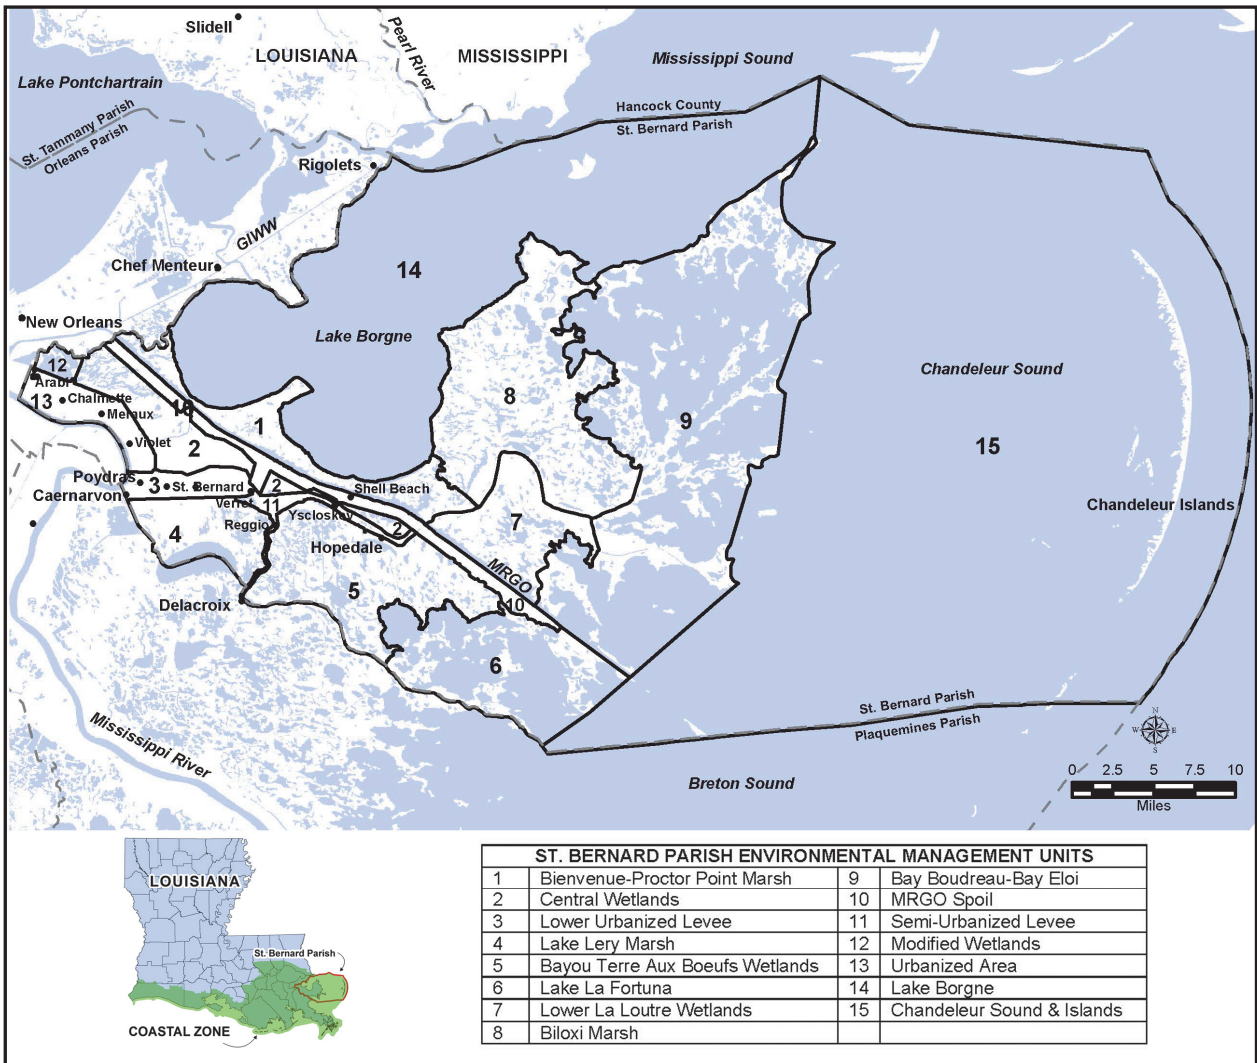 Slidell
LOUISIANA
Pearl River
MISSISSIPPI
Mississippi Sound
Lake Pontchartrain
St. Tammany Parish
Orleans Parish
Hancock County
St. Bernard Parish
Rigolets
GIWW
Chef Menteur
14
New Orleans
Lake Borgne
12
Arabi
13
Chalmette
Meraux
10
1
8
9
Chandeleur Sound
15
Violet
2
Poydras
3
St. Bernard
Caernarvon
Verret
2
Shell Beach
Chandeleur Islands
11
Reggio
Yscloskey
2
7
4
Hopedale
MRGO
5
10
Delacroix
6
St. Bernard Parish
Plaquemines Parish
Mississippi River
Breton Sound
N
W E
S
0 2.5 5 7.5 10
Miles
LOUISIANA
St. Bernard Parish
COASTAL ZONE
ST. BERNARD PARISH ENVIRONMENTAL MANAGEMENT UNITS
1 Bienvenue-Proctor Point Marsh 9 Bay Boudreau-Bay Eloi
2 Central Wetlands 10 MRGO Spoil
3 Lower Urbanized Levee 11 Semi-Urbanized Levee
4 Lake Lery Marsh 12 Modified Wetlands
5 Bayou Terre Aux Boeufs Wetlands 13 Urbanized Area
6 Lake La Fortuna 14 Lake Borgne
7 Lower La Loutre Wetlands 15 Chandeleur Sound & Islands
8 Biloxi Marsh